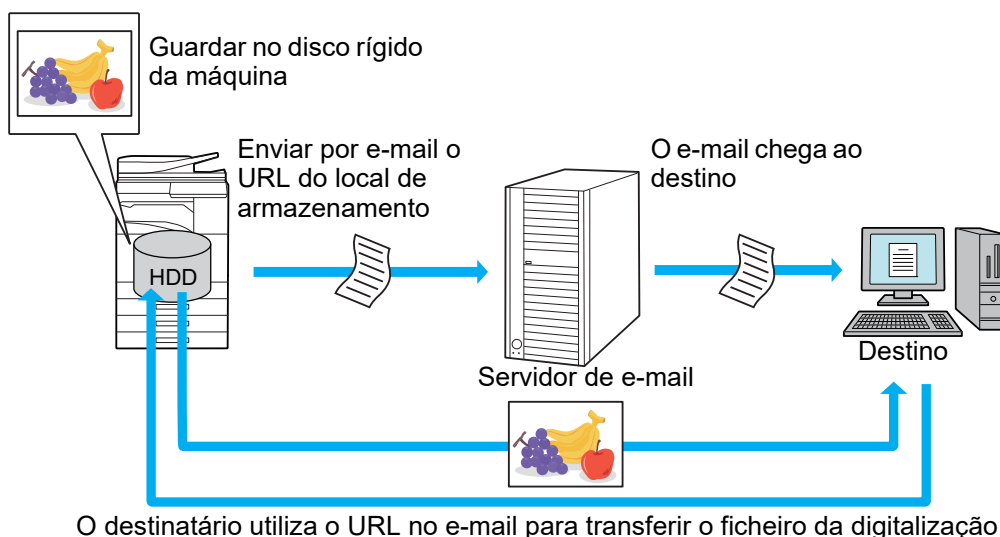 Guardar no disco rígido
da máquina
Enviar por e-mail o
URL do local de
armazenamento
O e-mail chega ao
destino
HDD
Destino
Servidor de e-mail
O destinatário utiliza o URL no e-mail para transferir o ficheiro da digitalização